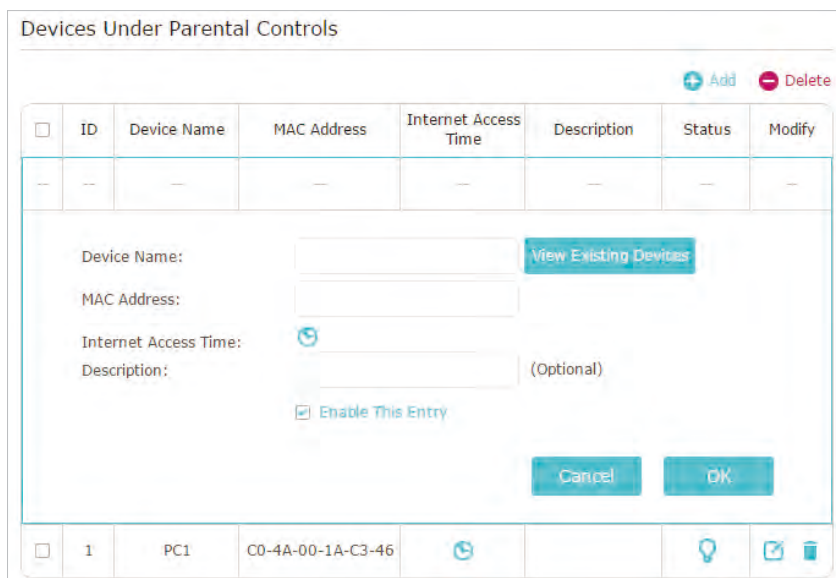 Devices Under Parental Controls
Add Delete
ID Device Name MAC Address Internet Access Time Description Status Modify
-- -- -- -- -- -- -- --
Device Name: View Existing Devices
MAC Address:
Internet Access Time:
Description: (Optional)
Enable This Entry
Cancel OK
1 PC1 C0-4A-00-1A-C3-46